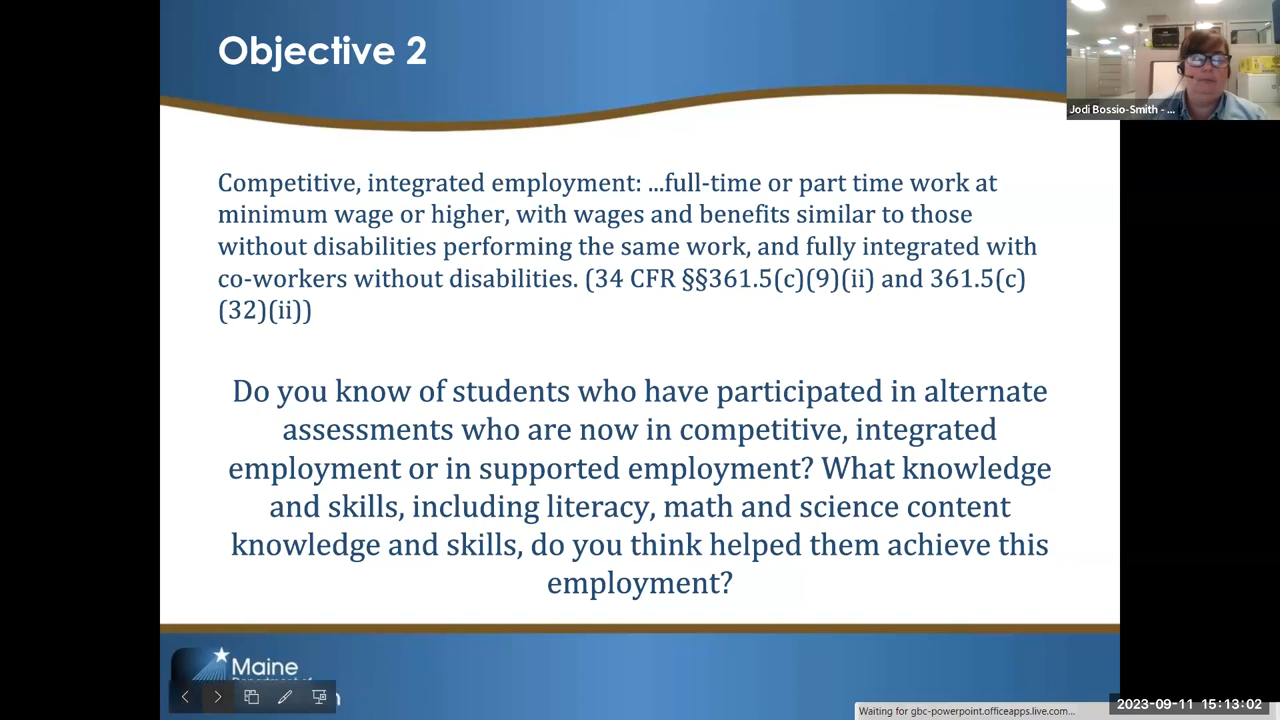 Objective 2
Jodi Bossio-Smith - ...
Competitive, integrated employment: ...full-time or part time work at
minimum wage or higher, with wages and benefits similar to those
without disabilities performing the same work, and fully integrated with
co-workers without disabilities. (34 CFR §§361.5(c)(9)(ii) and 361.5(c)
(32)(ii))
Do you know of students who have participated in alternate
assessments who are now in competitive, integrated
employment or in supported employment? What knowledge
and skills, including literacy, math and science content
knowledge and skills, do you think helped them achieve this
employment?
Maine
2023-09-11 15:13:02
Waiting for gbc-powerpoint.officeapps.live.com...